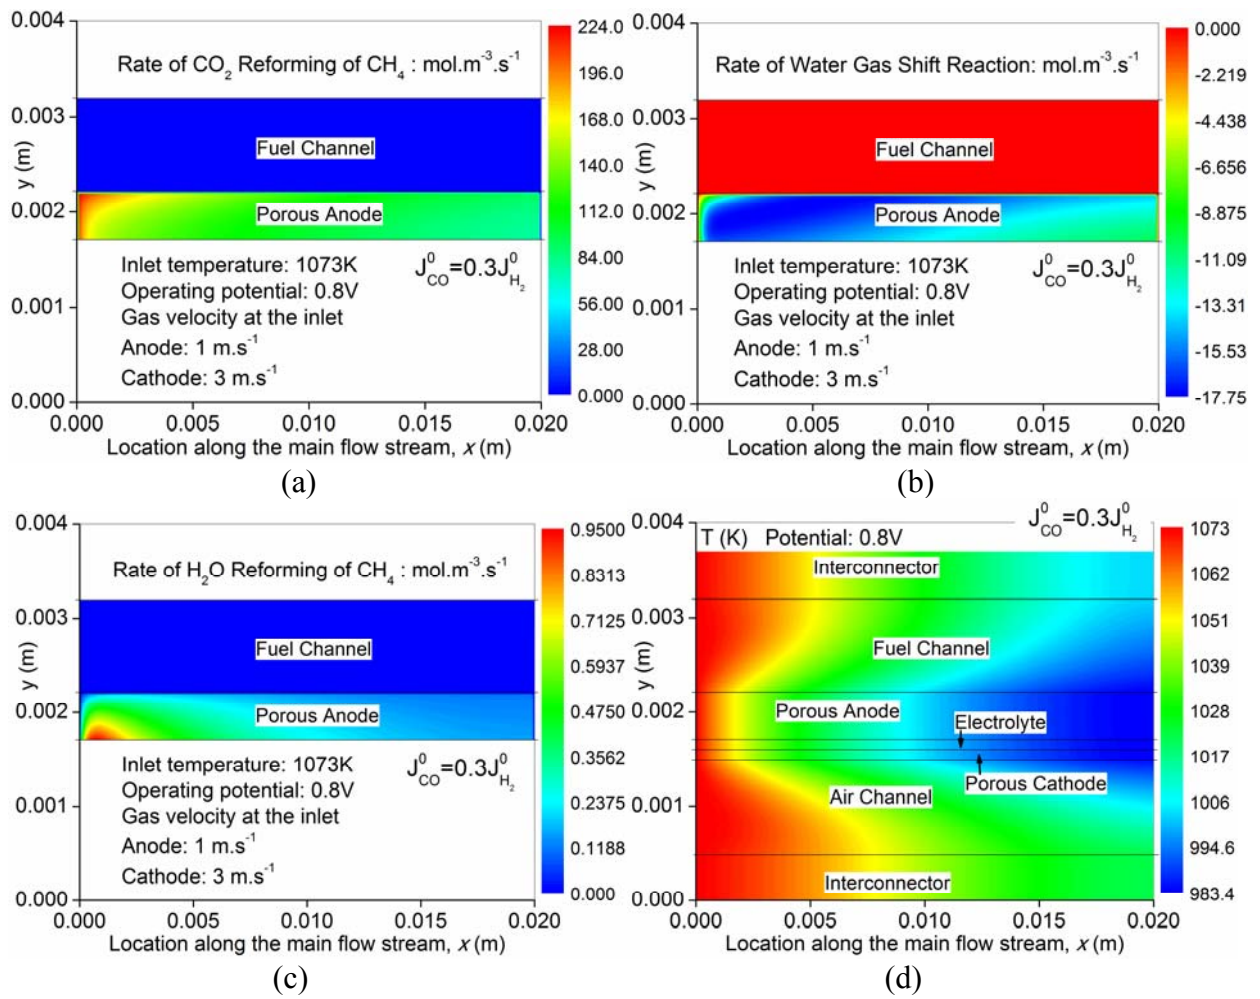 0.004
0.003
0.002
0.001
0.000
y (m)
Rate of CO₂ Reforming of CH₄ : mol.m⁻³.s⁻¹
Fuel Channel
Porous Anode
Inlet temperature: 1073K
J⁰CO=0.3J⁰H₂
Operating potential: 0.8V
Gas velocity at the inlet
Anode: 1 m.s⁻¹
Cathode: 3 m.s⁻¹
0.000 0.005 0.010 0.015 0.020
Location along the main flow stream, x (m)
224.0
196.0
168.0
140.0
112.0
84.00
56.00
28.00
0.000
(a)
0.004
0.003
0.002
0.001
0.000
y (m)
Rate of Water Gas Shift Reaction: mol.m⁻³.s⁻¹
Fuel Channel
Porous Anode
Inlet temperature: 1073K
J⁰CO=0.3J⁰H₂
Operating potential: 0.8V
Gas velocity at the inlet
Anode: 1 m.s⁻¹
Cathode: 3 m.s⁻¹
0.000 0.005 0.010 0.015 0.020
Location along the main flow stream, x (m)
0.000
-2.219
-4.438
-6.656
-8.875
-11.09
-13.31
-15.53
-17.75
(b)
0.004
0.003
0.002
0.001
0.000
y (m)
Rate of H₂O Reforming of CH₄ : mol.m⁻³.s⁻¹
Fuel Channel
Porous Anode
Inlet temperature: 1073K
J⁰CO=0.3J⁰H₂
Operating potential: 0.8V
Gas velocity at the inlet
Anode: 1 m.s⁻¹
Cathode: 3 m.s⁻¹
0.000 0.005 0.010 0.015 0.020
Location along the main flow stream, x (m)
0.9500
0.8313
0.7125
0.5937
0.4750
0.3562
0.2375
0.1188
0.000
(c)
J⁰CO=0.3J⁰H₂
0.004
0.003
0.002
0.001
0.000
y (m)
T (K) Potential: 0.8V
Interconnector
Fuel Channel
Porous Anode
Electrolyte
Porous Cathode
Air Channel
Interconnector
0.000 0.005 0.010 0.015 0.020
Location along the main flow stream, x (m)
1073
1062
1051
1039
1028
1017
1006
994.6
983.4
(d)